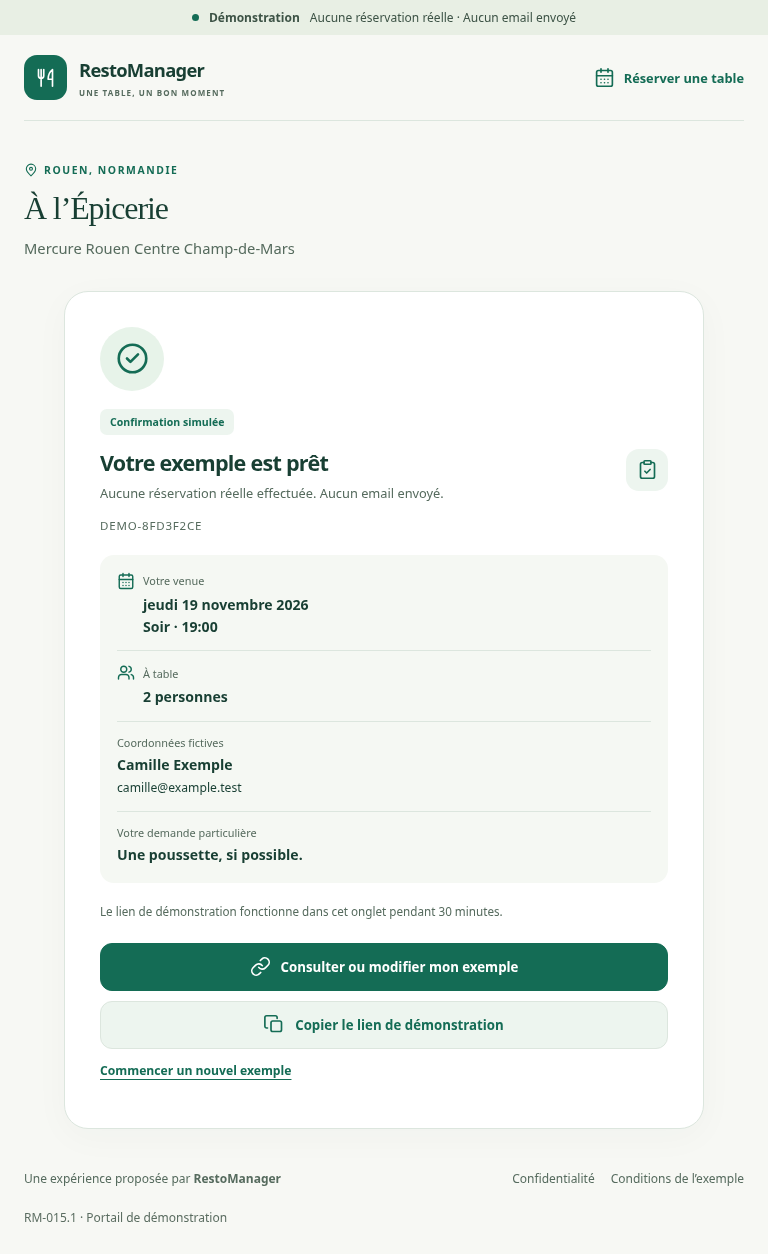 Démonstration Aucune réservation réelle · Aucun email envoyé
RestoManager
UNE TABLE, UN BON MOMENT
Réserver une table
ROUEN, NORMANDIE
À l’Épicerie
Mercure Rouen Centre Champ-de-Mars
Confirmation simulée
Votre exemple est prêt
Aucune réservation réelle effectuée. Aucun email envoyé.
DEMO-8FD3F2CE
Votre venue
jeudi 19 novembre 2026
Soir · 19:00
À table
2 personnes
Coordonnées fictives
Camille Exemple
camille@example.test
Votre demande particulière
Une poussette, si possible.
Le lien de démonstration fonctionne dans cet onglet pendant 30 minutes.
Consulter ou modifier mon exemple
Copier le lien de démonstration
Commencer un nouvel exemple
Une expérience proposée par RestoManager
Confidentialité Conditions de l’exemple
RM-015.1 · Portail de démonstration